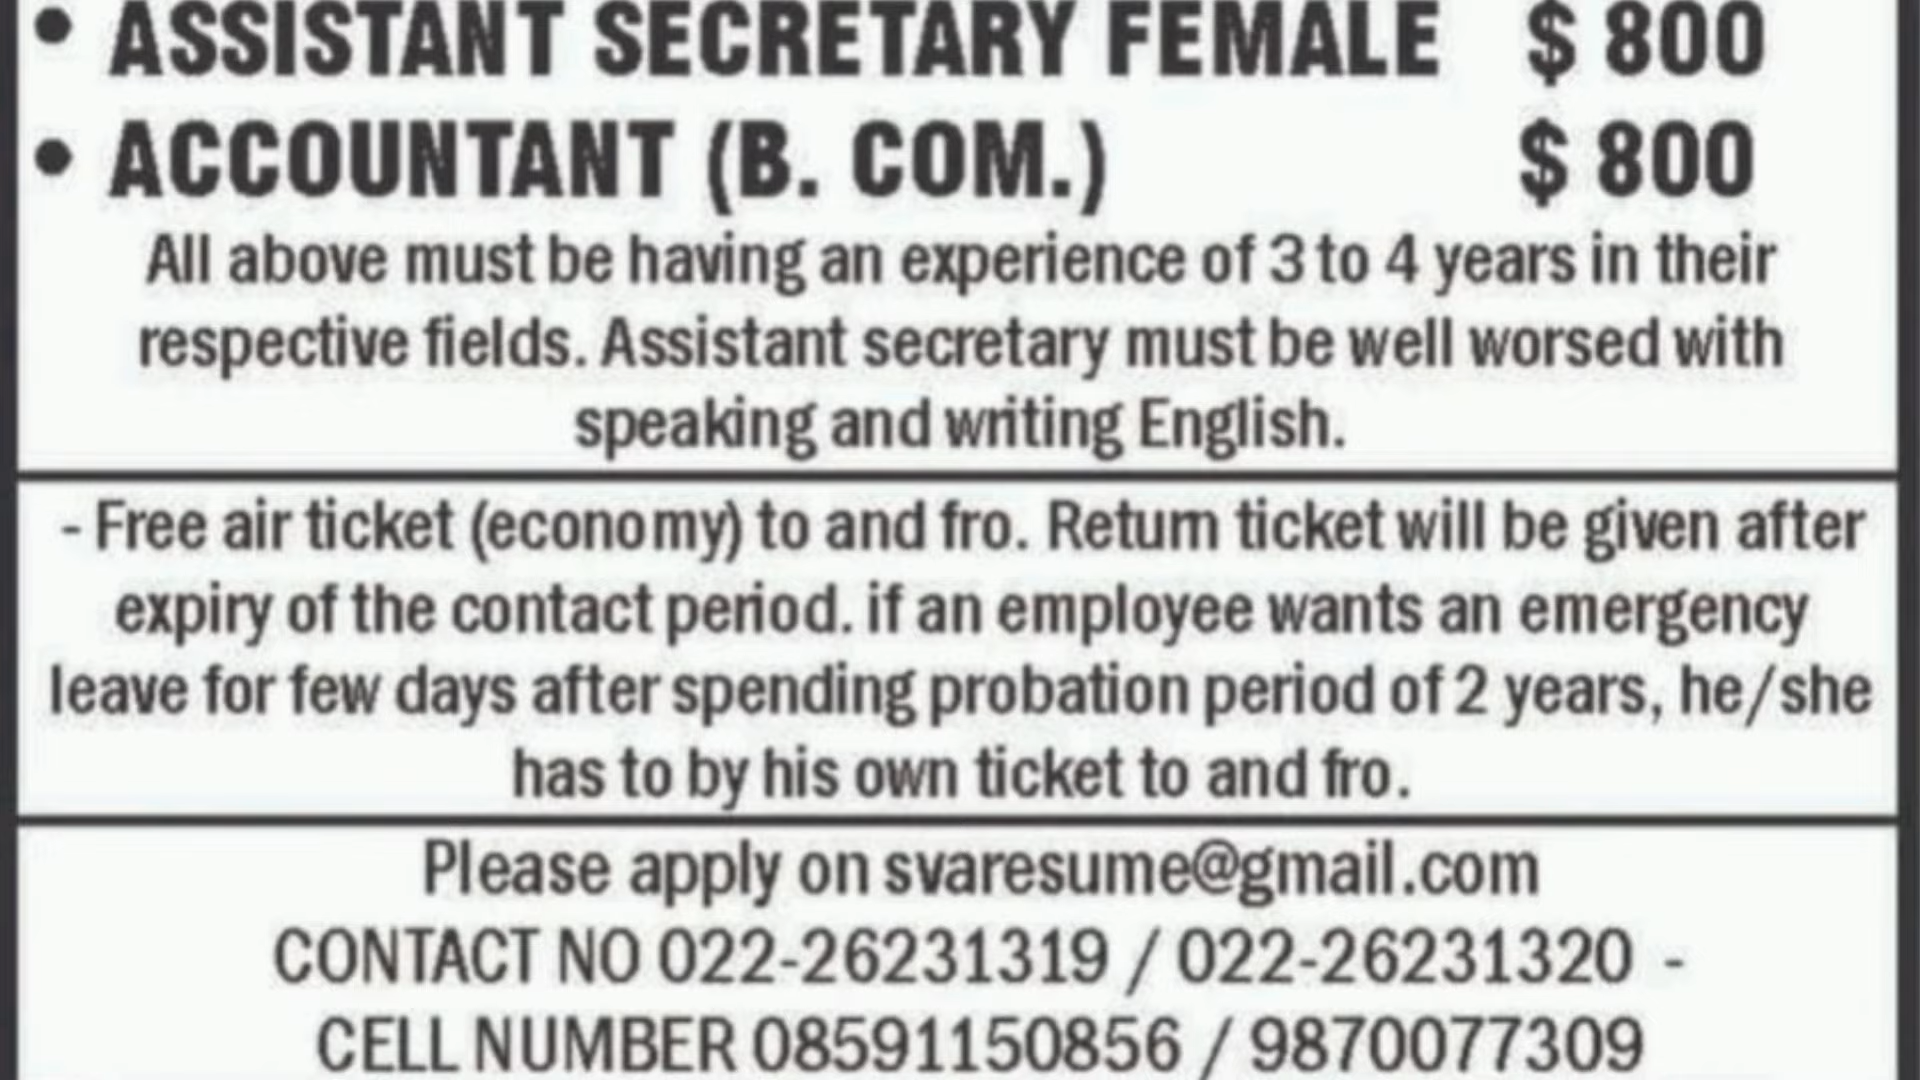 • ASSISTANT SECRETARY FEMALE $ 800
• ACCOUNTANT (B. COM.) $ 800
All above must be having an experience of 3 to 4 years in their
respective fields. Assistant secretary must be well worsed with
speaking and writing English.
- Free air ticket (economy) to and fro. Return ticket will be given after
expiry of the contact period. if an employee wants an emergency
leave for few days after spending probation period of 2 years, he/she
has to by his own ticket to and fro.
Please apply on svaresume@gmail.com
CONTACT NO 022-26231319 / 022-26231320 -
CELL NUMBER 08591150856 / 9870077309